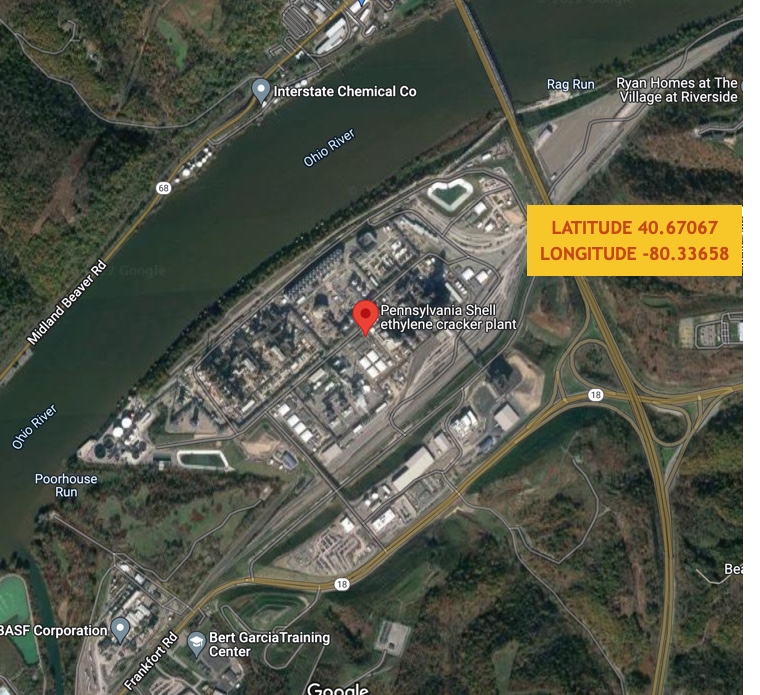 Interstate Chemical Co
Rag Run
Ryan Homes at The
Village at Riverside
Ohio River
68
LATITUDE 40.67067
LONGITUDE -80.33658
Google
Midland Beaver Rd
Pennsylvania Shell
ethylene cracker plant
18
Ohio River
Poorhouse
Run
18
Bea
BASF Corporation
Frankfort Rd
Bert GarciaTraining
Center
Google